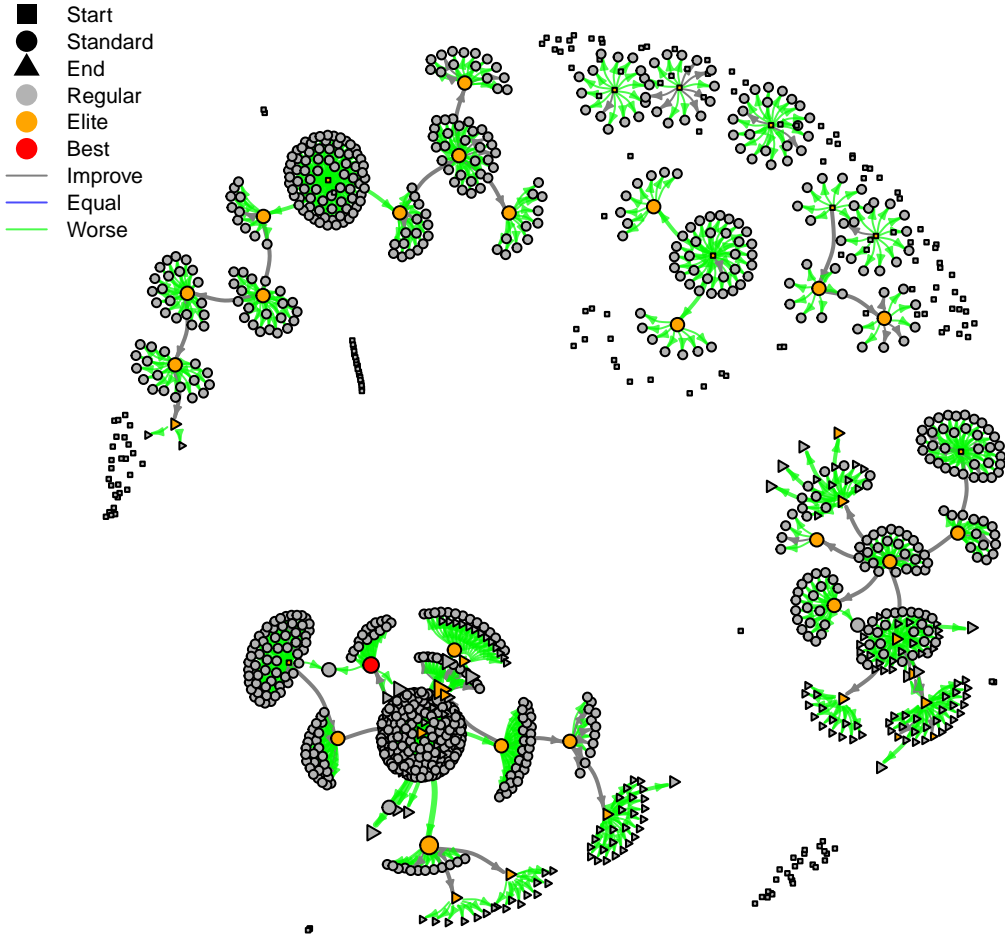 Start
Standard
End
Regular
Elite
Best
Improve
Equal
Worse